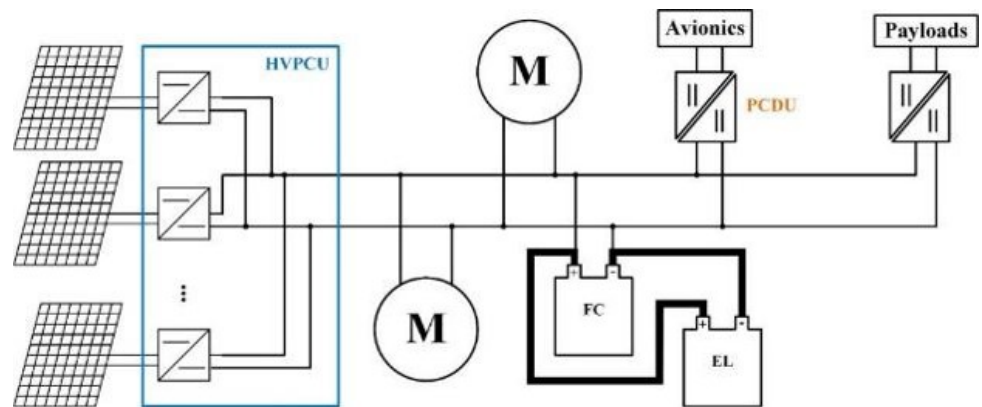 Avionics
Payloads
HVPCU
M
PCDU
M
+
-
FC
+
-
EL